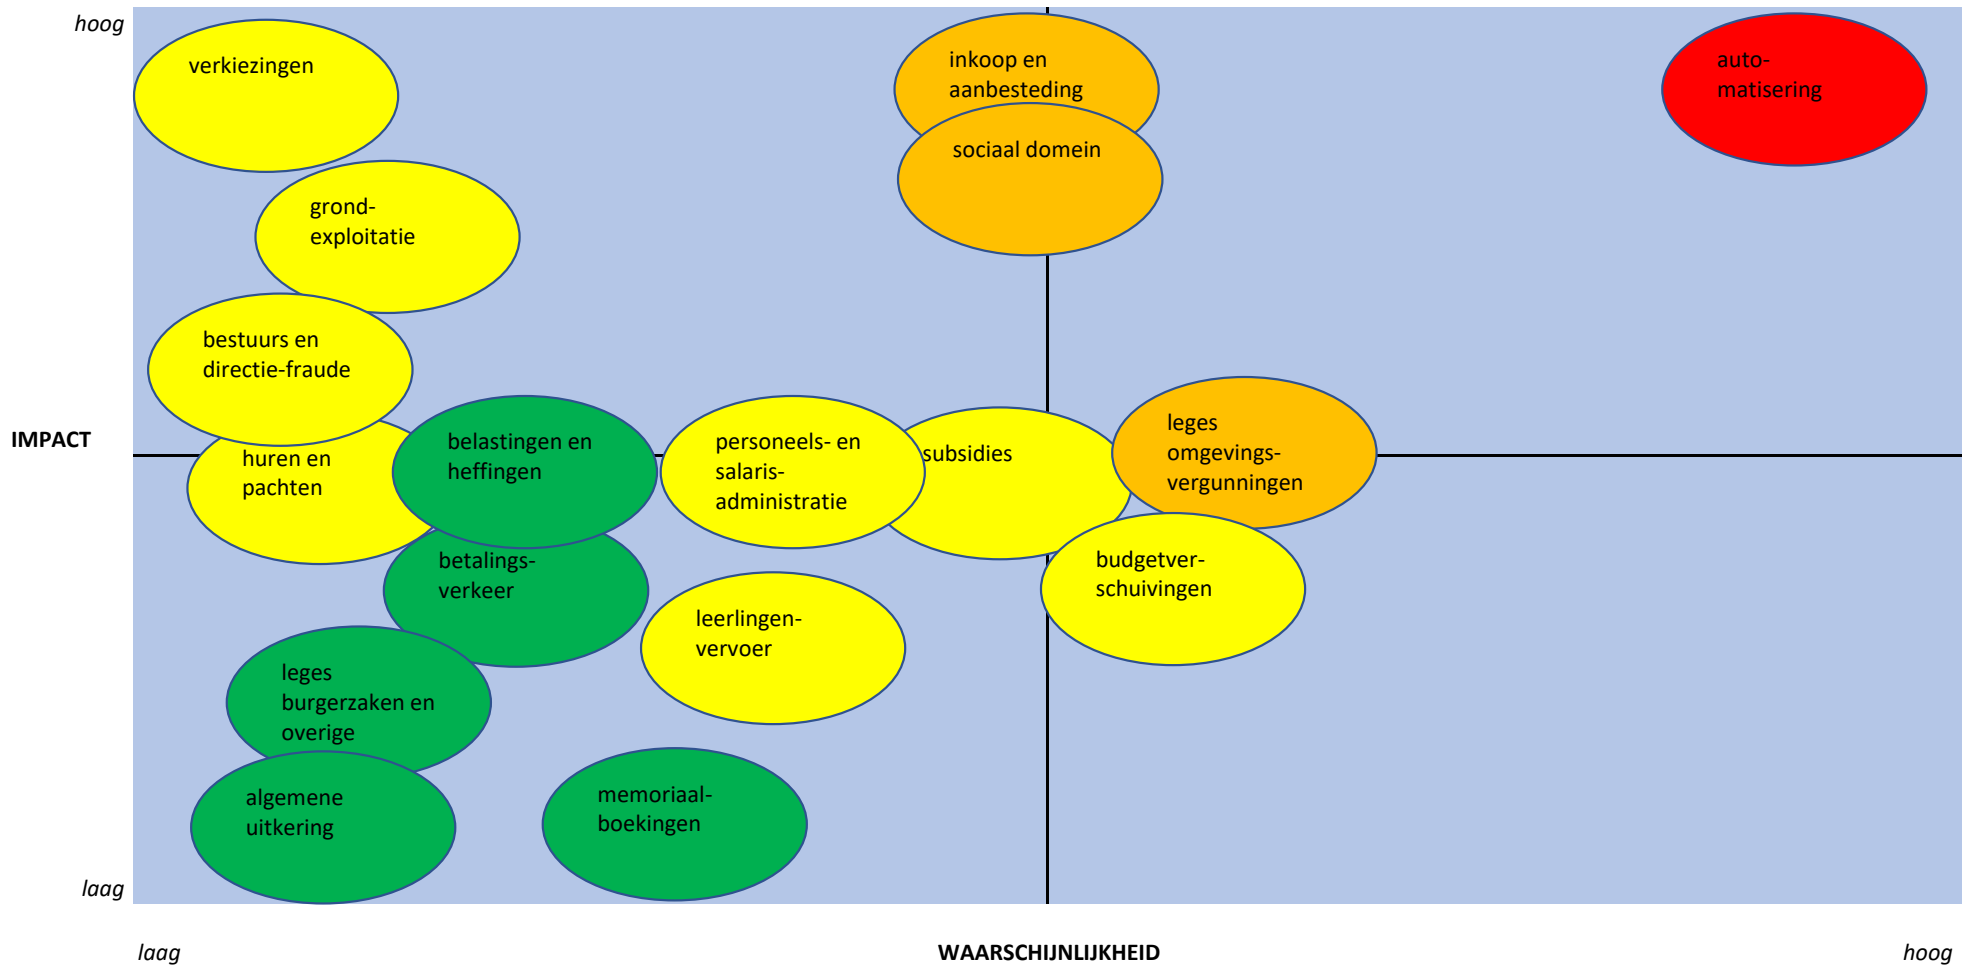 hoog
verkiezingen
inkoop en
aanbesteding
auto-
matisering
sociaal domein
grond-
exploitatie
bestuurs en
directie-fraude
IMPACT
huren en
pachten
belastingen en
heffingen
personeels- en
salaris-
administratie
subsidies
leges
omgevings-
vergunningen
betalings-
verkeer
budgetver-
schuivingen
leerlingen-
vervoer
leges
burgerzaken en
overige
algemene
uitkering
memoriaal-
boekingen
laag
laag
WAARSCHIJNLIJKHEID
hoog